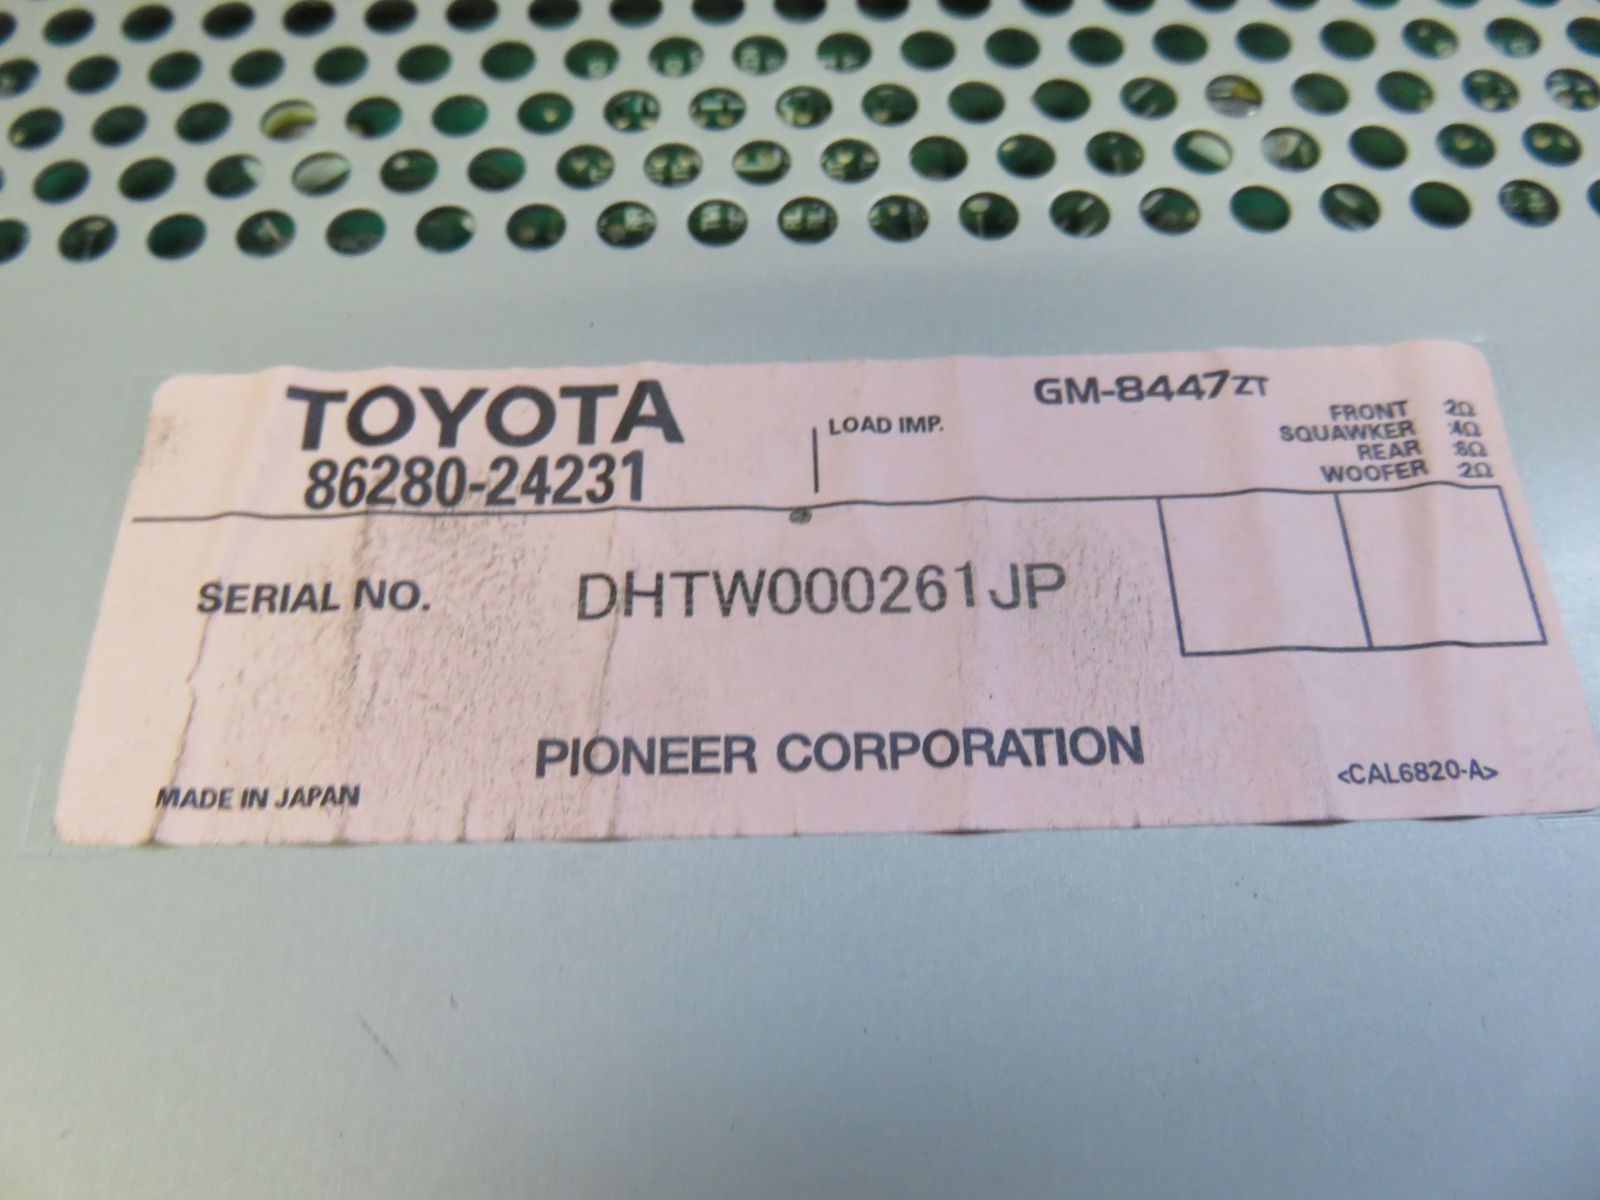 TOYOTA
86280-24231
LOAD IMP.
GM-8447ZT
FRONT 2Ω
SQUAWKER 4Ω
REAR 6Ω
WOOFER 2Ω
SERIAL NO. DHTW000261JP
PIONEER CORPORATION
MADE IN JAPAN
<CAL6820-A>